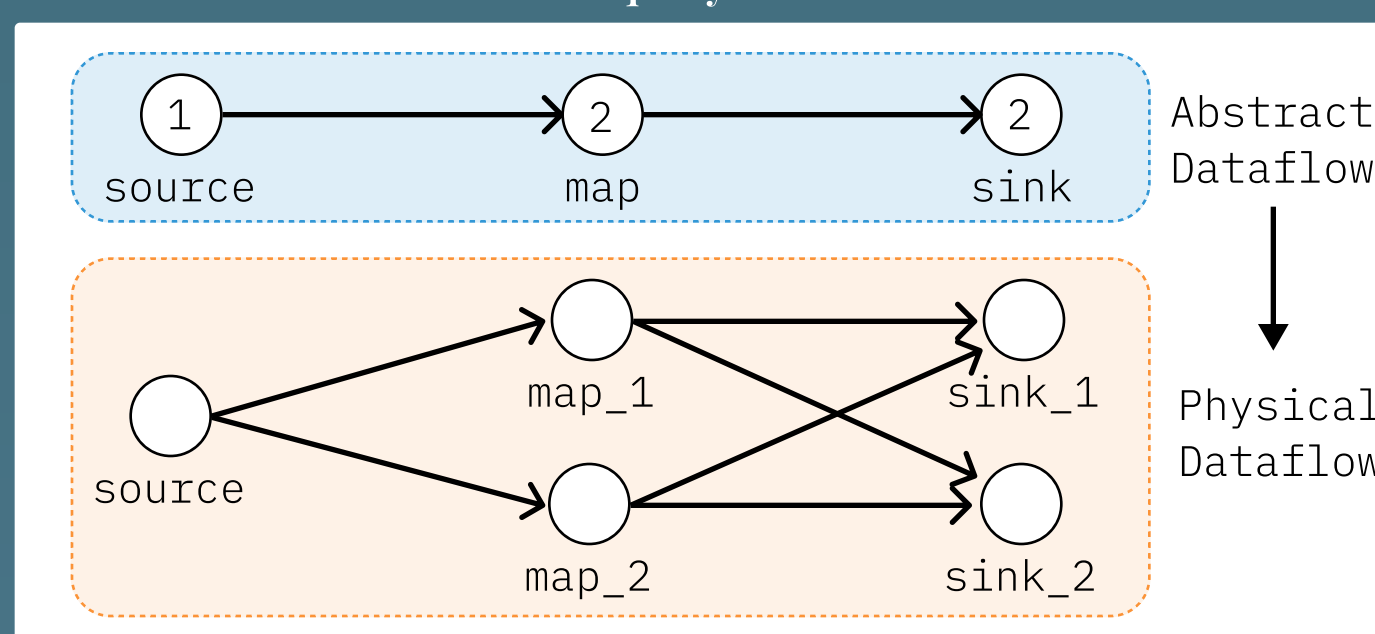 1
2
2
source
map
sink
Abstract
Dataflow
map_1
sink_1
source
map_2
sink_2
Physical
Dataflow